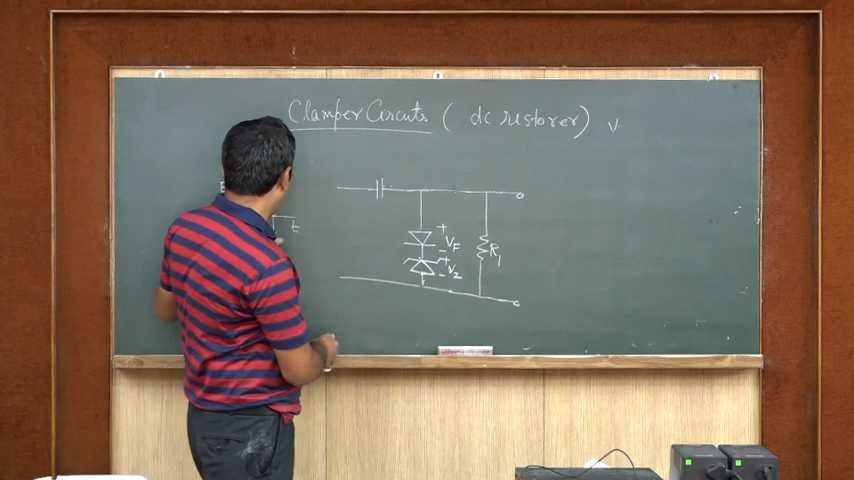 Clamper Circuits ( dc restorer)
t
+
VF
-
+
VZ
-
R1